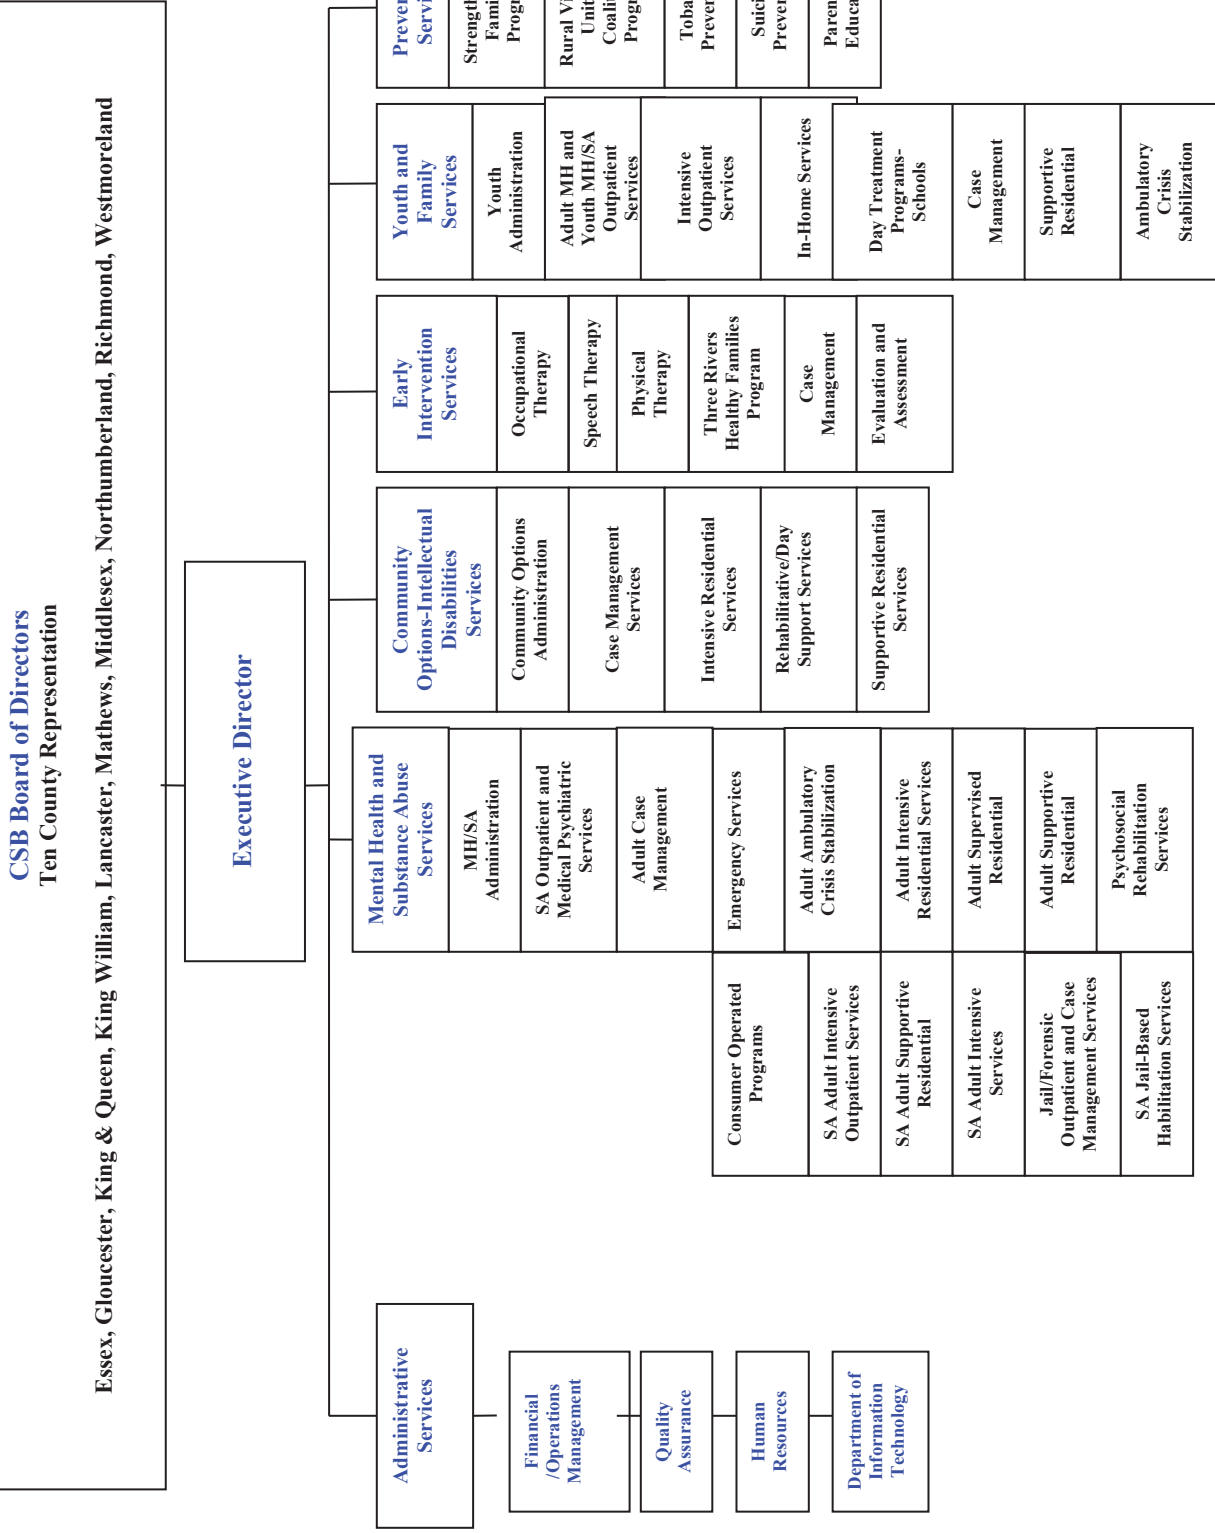 CSB Board of Directors
Ten County Representation
Essex, Gloucester, King & Queen, King William, Lancaster, Mathews, Middlesex, Northumberland, Richmond, Westmoreland
Executive Director
Administrative
Services
Financial
/Operations
Management
Quality
Assurance
Human
Resources
Department of
Information
Technology
Mental Health and
Substance Abuse
Services
MH/SA
Administration
SA Outpatient and
Medical Psychiatric
Services
Adult Case
Management
Emergency Services
Adult Ambulatory
Crisis Stabilization
Adult Intensive
Residential Services
Adult Supervised
Residential
Adult Supportive
Residential
Psychosocial
Rehabilitation
Services
Consumer Operated
Programs
SA Adult Intensive
Outpatient Services
SA Adult Supportive
Residential
SA Adult Intensive
Services
Jail/Forensic
Outpatient and Case
Management Services
SA Jail-Based
Habilitation Services
Community
Options-Intellectual
Disabilities
Services
Community Options
Administration
Case Management
Services
Intensive Residential
Services
Rehabilitative/Day
Support Services
Supportive Residential
Services
Early
Intervention
Services
Occupational
Therapy
Speech Therapy
Physical
Therapy
Three Rivers
Healthy Families
Program
Case
Management
Evaluation and
Assessment
Youth and
Family
Services
Youth
Administration
Adult MH and
Youth MH/SA
Outpatient
Services
Intensive
Outpatient
Services
In-Home Services
Day Treatment
Programs-
Schools
Case
Management
Supportive
Residential
Ambulatory
Crisis
Stabilization
Rural